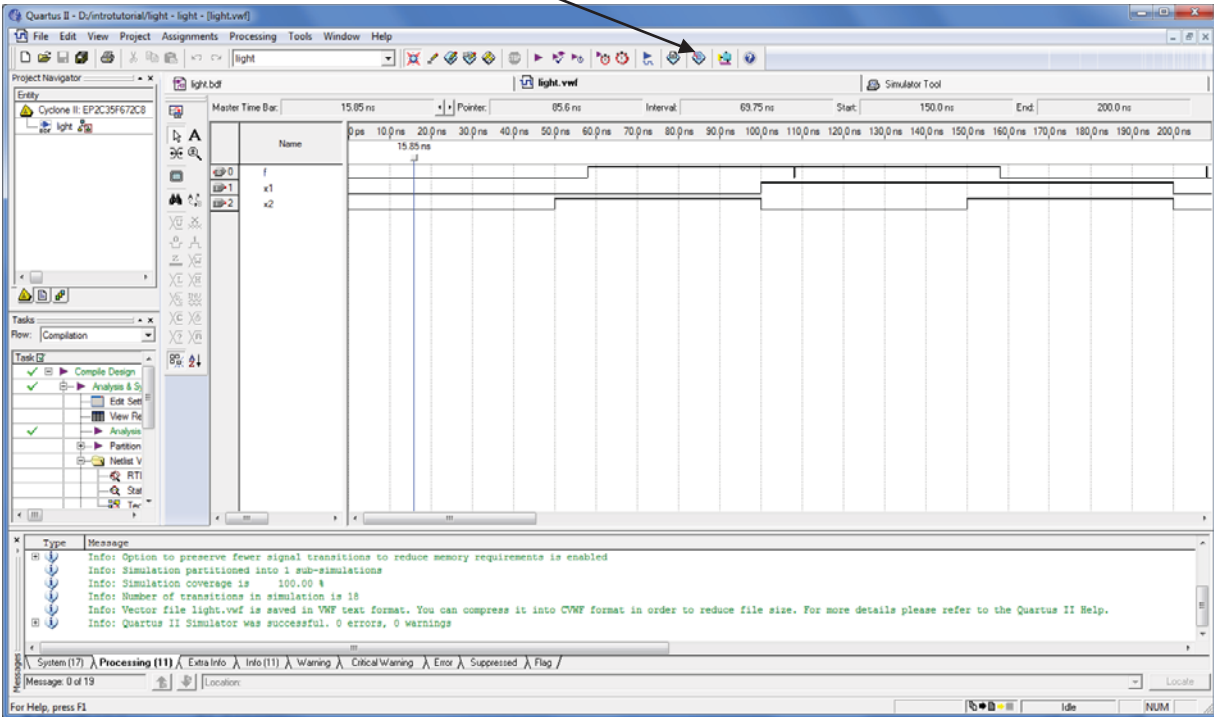 Quartus II - D:/introtutorial/light - light - [light.vwf]
File Edit View Project Assignments Processing Tools Window Help
light
Project Navigator
Entity
Cyclone II: EP2C35F672C8
light
light.bdf
light.vwf
Simulator Tool
Master Time Bar: 15.85 ns Pointer: 85.6 ns Interval: 69.75 ns Start: 150.0 ns End: 200.0 ns
A
Name
0 ps 10.0 ns 20.0 ns 30.0 ns 40.0 ns 50.0 ns 60.0 ns 70.0 ns 80.0 ns 90.0 ns 100.0 ns 110.0 ns 120.0 ns 130.0 ns 140.0 ns 150.0 ns 160.0 ns 170.0 ns 180.0 ns 190.0 ns 200.0 ns
15.85 ns
0 f
1 x1
2 x2
Tasks
Flow: Compilation
Task
Compile Design
Analysis & Sy
Edit Sett
View Re
Analysis
Partition
Netlist V
RTI
Stat
Tec
Type Message
Info: Option to preserve fewer signal transitions to reduce memory requirements is enabled
Info: Simulation partitioned into 1 sub-simulations
Info: Simulation coverage is 100.00 %
Info: Number of transitions in simulation is 18
Info: Vector file light.vwf is saved in VWF text format. You can compress it into CVWF format in order to reduce file size. For more details please refer to the Quartus II Help.
Info: Quartus II Simulator was successful. 0 errors, 0 warnings
Messages
System (17) Processing (11) Extra Info Info (11) Warning Critical Warning Error Suppressed Flag
Message: 0 of 19 Location: Locate
For Help, press F1 Idle NUM